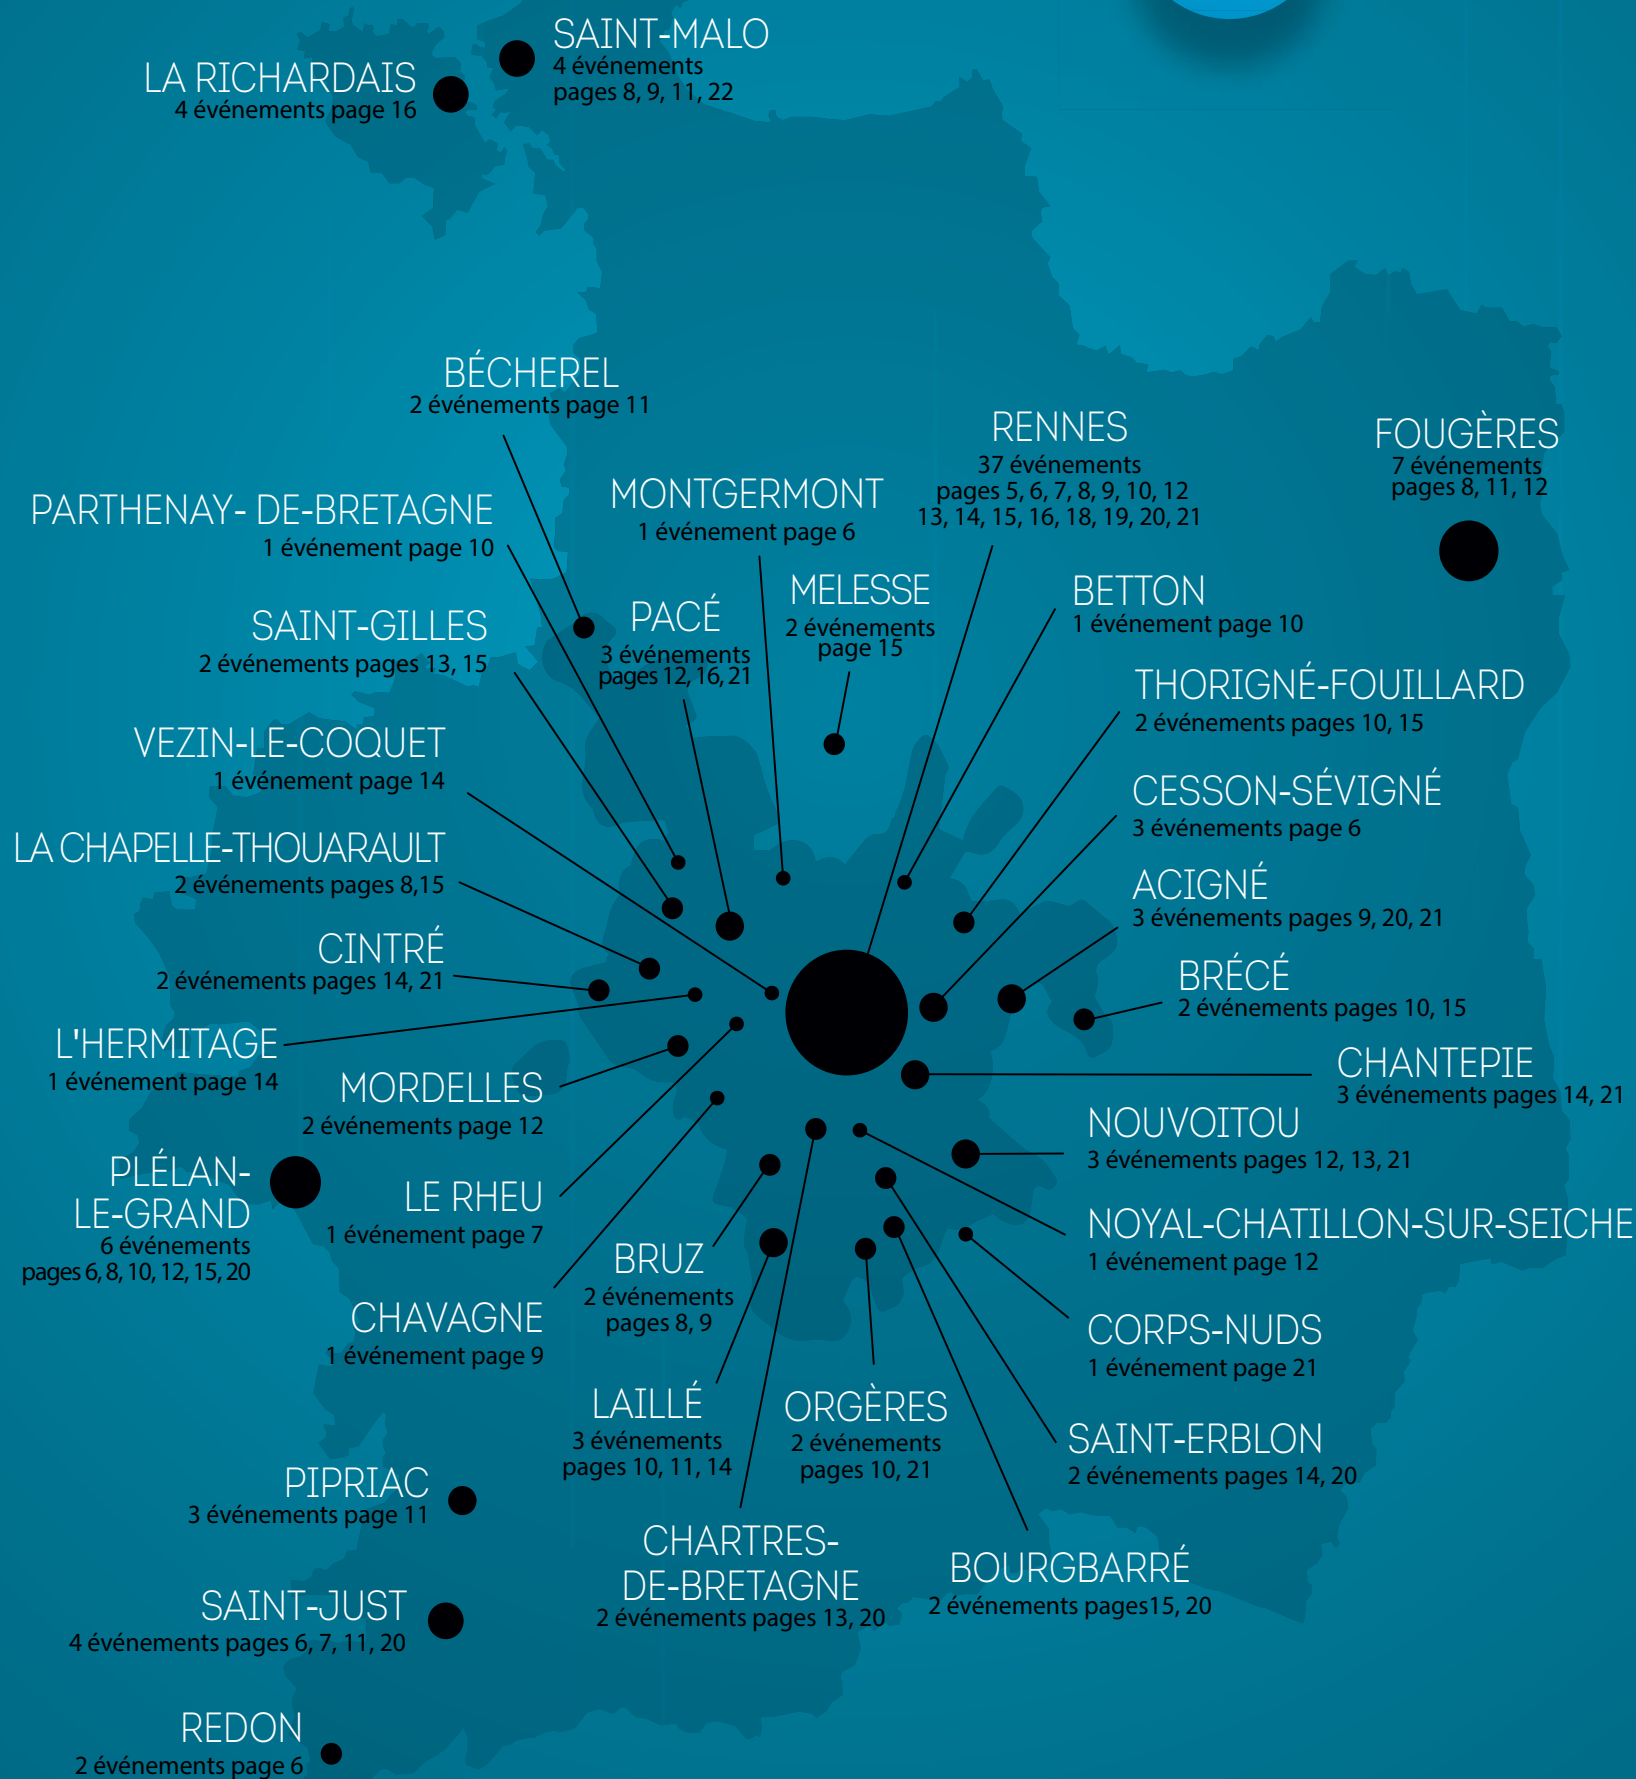 SAINT-MALO
4 événements
pages 8, 9, 11, 22
LA RICHARDAIS
4 événements page 16
BÉCHEREL
2 événements page 11
RENNES
37 événements
pages 5, 6, 7, 8, 9, 10, 12
13, 14, 15, 16, 18, 19, 20, 21
FOUGÈRES
7 événements
pages 8, 11, 12
MONTGERMONT
1 événement page 6
PARTHENAY- DE-BRETAGNE
1 événement page 10
MELESSE
2 événements
page 15
BETTON
1 événement page 10
PACÉ
3 événements
pages 12, 16, 21
SAINT-GILLES
2 événements pages 13, 15
THORIGNÉ-FOUILLARD
2 événements pages 10, 15
VEZIN-LE-COQUET
1 événement page 14
CESSON-SÉVIGNÉ
3 événements page 6
LA CHAPELLE-THOUARAULT
2 événements pages 8,15
ACIGNÉ
3 événements pages 9, 20, 21
CINTRÉ
2 événements pages 14, 21
BRÉCÉ
2 événements pages 10, 15
L'HERMITAGE
1 événement page 14
CHANTEPIE
3 événements pages 14, 21
MORDELLES
2 événements page 12
NOUVOITOU
3 événements pages 12, 13, 21
PLÉLAN-
LE-GRAND
6 événements
pages 6, 8, 10, 12, 15, 20
LE RHEU
1 événement page 7
NOYAL-CHATILLON-SUR-SEICHE
1 événement page 12
BRUZ
2 événements
pages 8, 9
CHAVAGNE
1 événement page 9
CORPS-NUDS
1 événement page 21
LAILLÉ
3 événements
pages 10, 11, 14
ORGÈRES
2 événements
pages 10, 21
SAINT-ERBLON
2 événements pages 14, 20
PIPRIAC
3 événements page 11
CHARTRES-
DE-BRETAGNE
2 événements pages 13, 20
BOURGBARRÉ
2 événements pages15, 20
SAINT-JUST
4 événements pages 6, 7, 11, 20
REDON
2 événements page 6